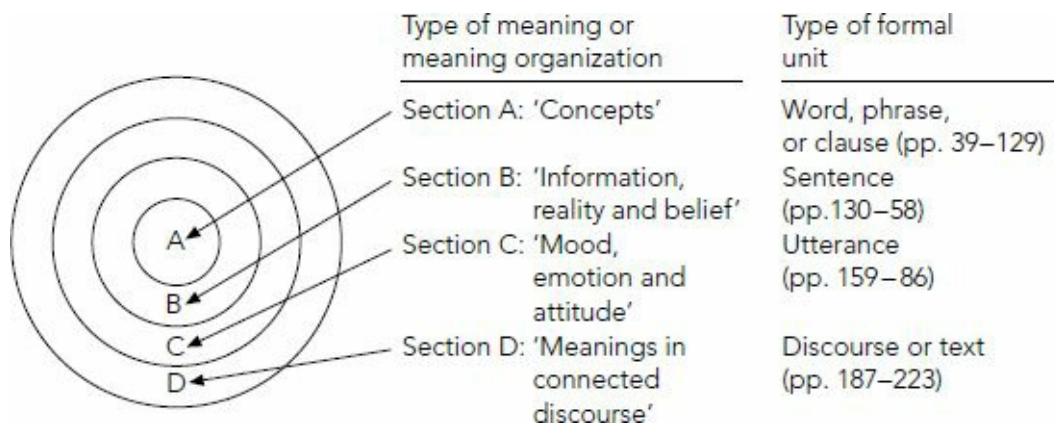 Type of meaning or
meaning organization
Type of formal
unit
Section A: ‘Concepts’
Word, phrase,
or clause (pp. 39–129)
Section B: ‘Information,
reality and belief’
Sentence
(pp.130–58)
Section C: ‘Mood,
emotion and
attitude’
Utterance
(pp. 159–86)
Section D: ‘Meanings in
connected
discourse’
Discourse or text
(pp. 187–223)
A
B
C
D